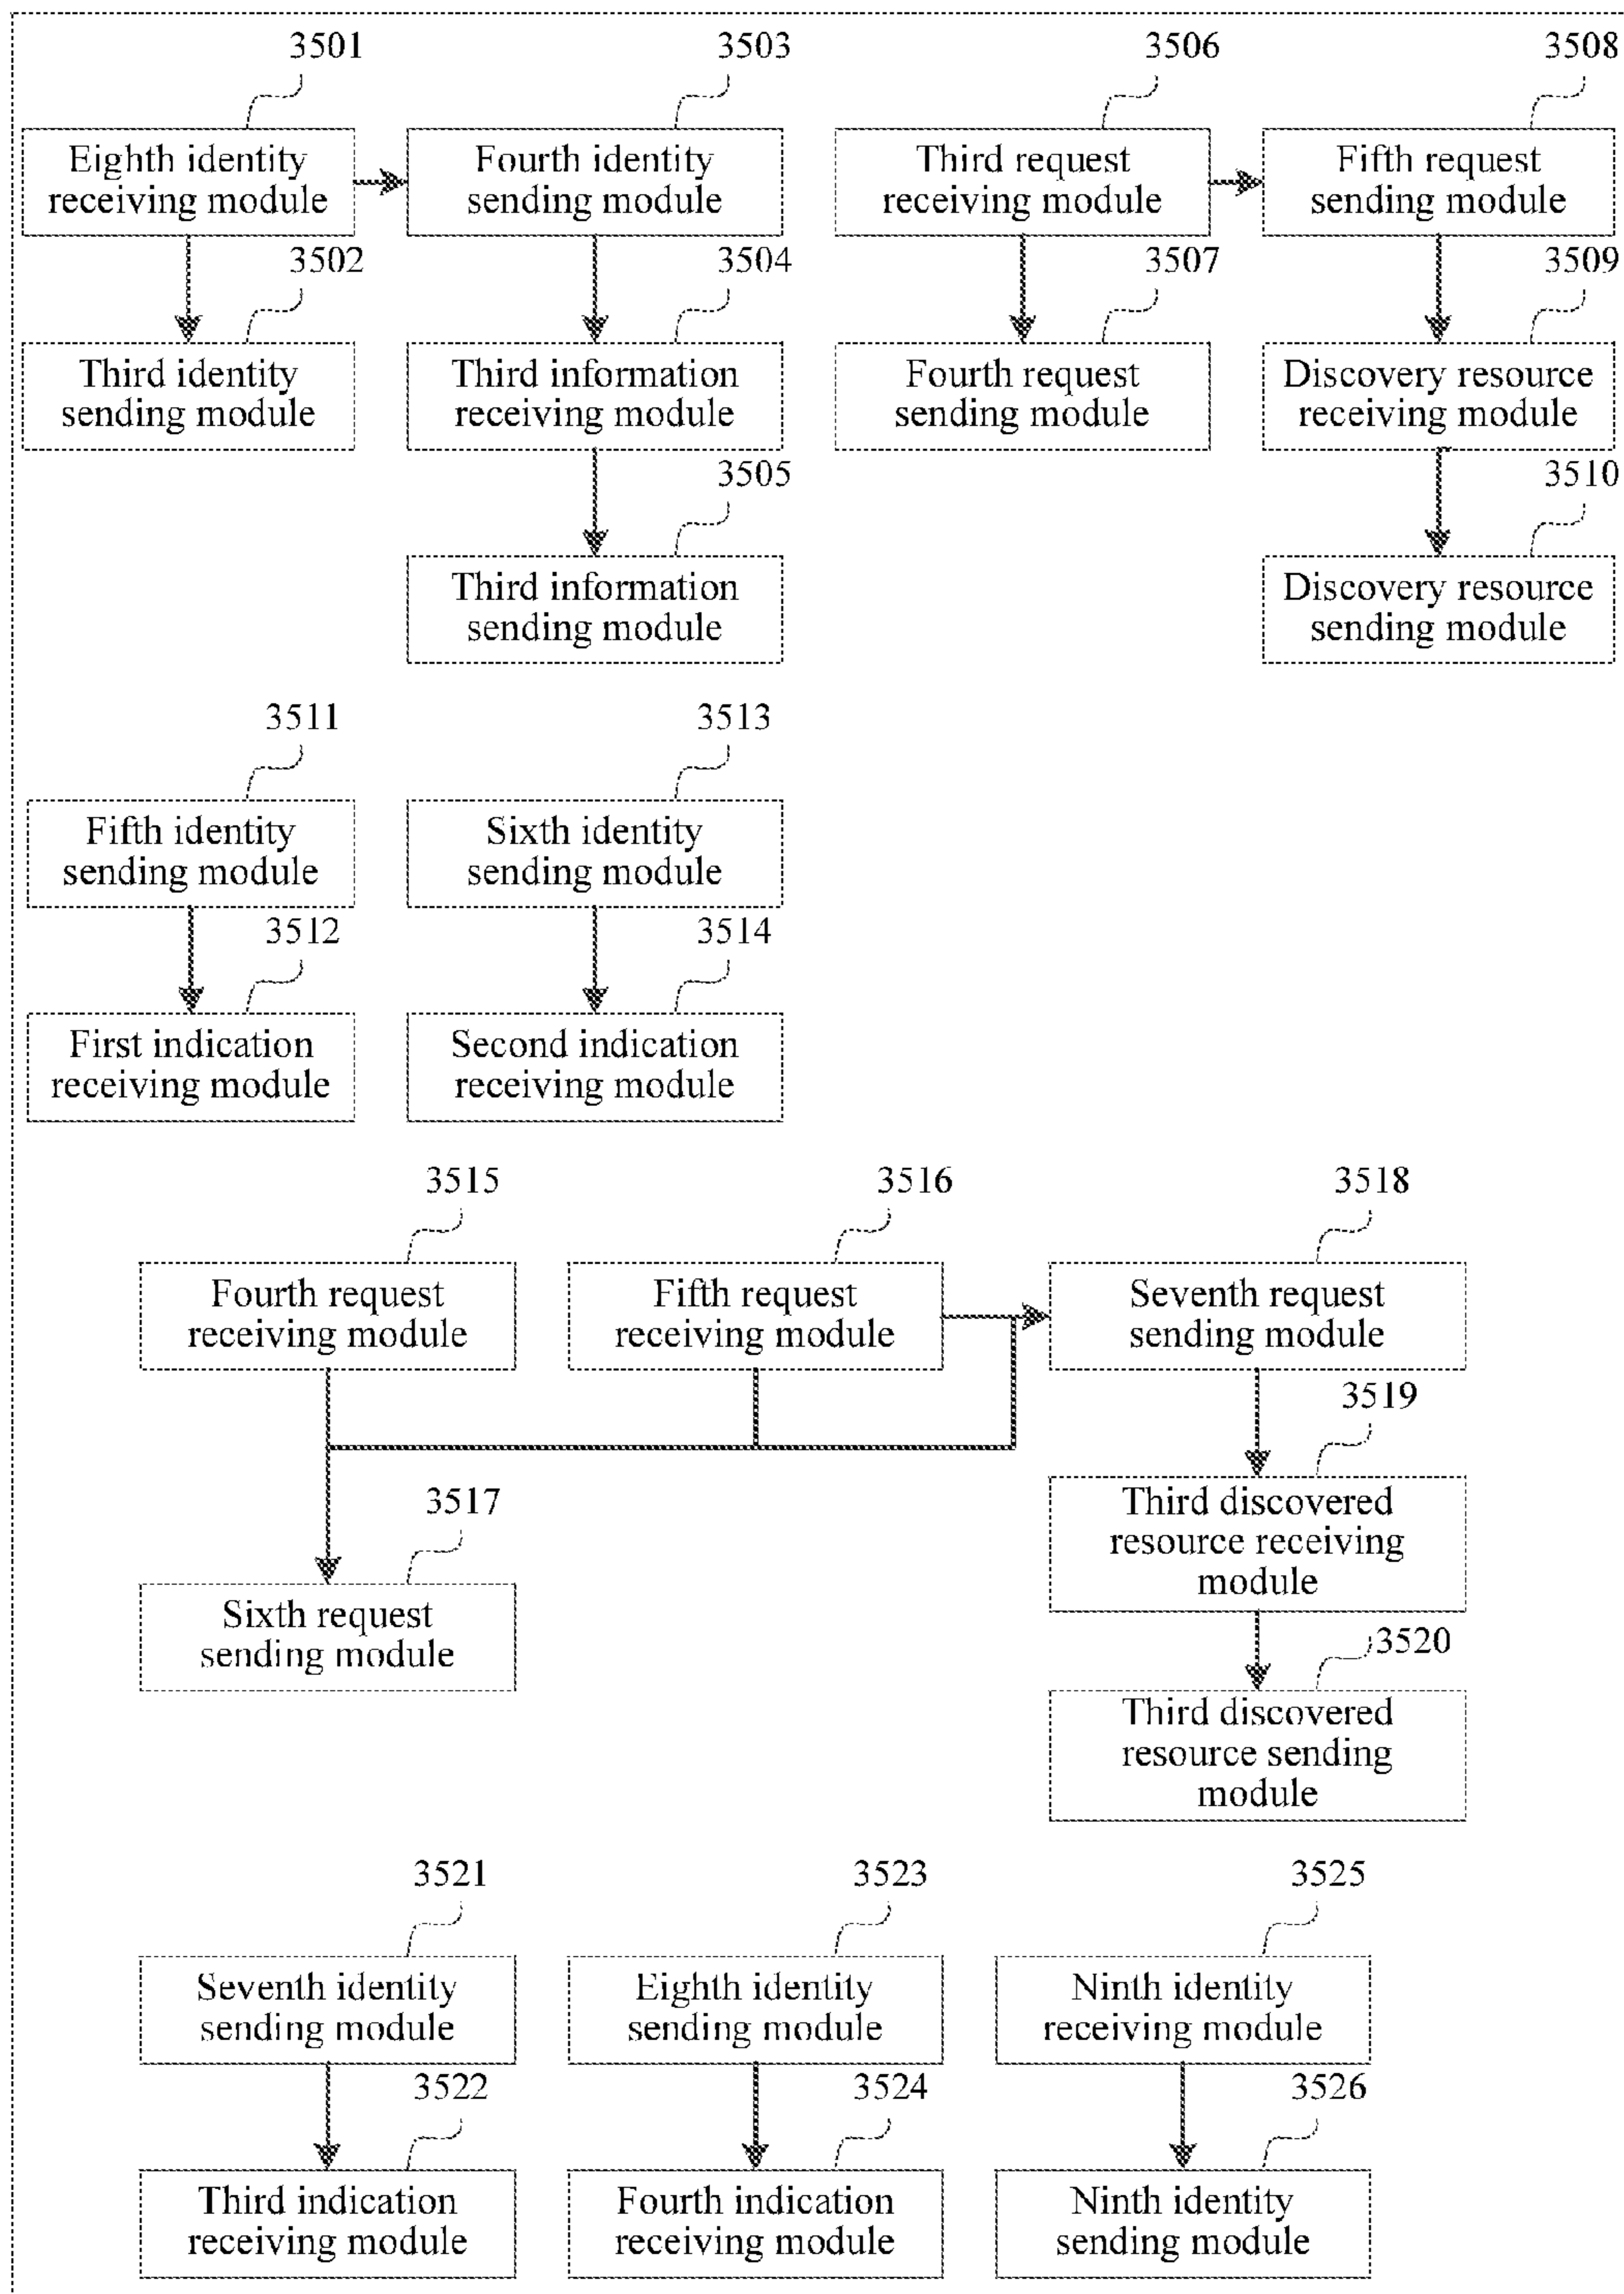 3501
3503
3506
3508
Eighth identity
receiving module
Fourth identity
sending module
Third request
receiving module
Fifth request
sending module
3502
3504
3507
3509
Third identity
sending module
Third information
receiving module
Fourth request
sending module
Discovery resource
receiving module
3505
3510
Third information
sending module
Discovery resource
sending module
3511
3513
Fifth identity
sending module
Sixth identity
sending module
3512
3514
First indication
receiving module
Second indication
receiving module
3515
3516
3518
Fourth request
receiving module
Fifth request
receiving module
Seventh request
sending module
3519
3517
Third discovered
resource receiving
module
Sixth request
sending module
3520
Third discovered
resource sending
module
3521
3523
3525
Seventh identity
sending module
Eighth identity
sending module
Ninth identity
receiving module
3522
3524
3526
Third indication
receiving module
Fourth indication
receiving module
Ninth identity
sending module